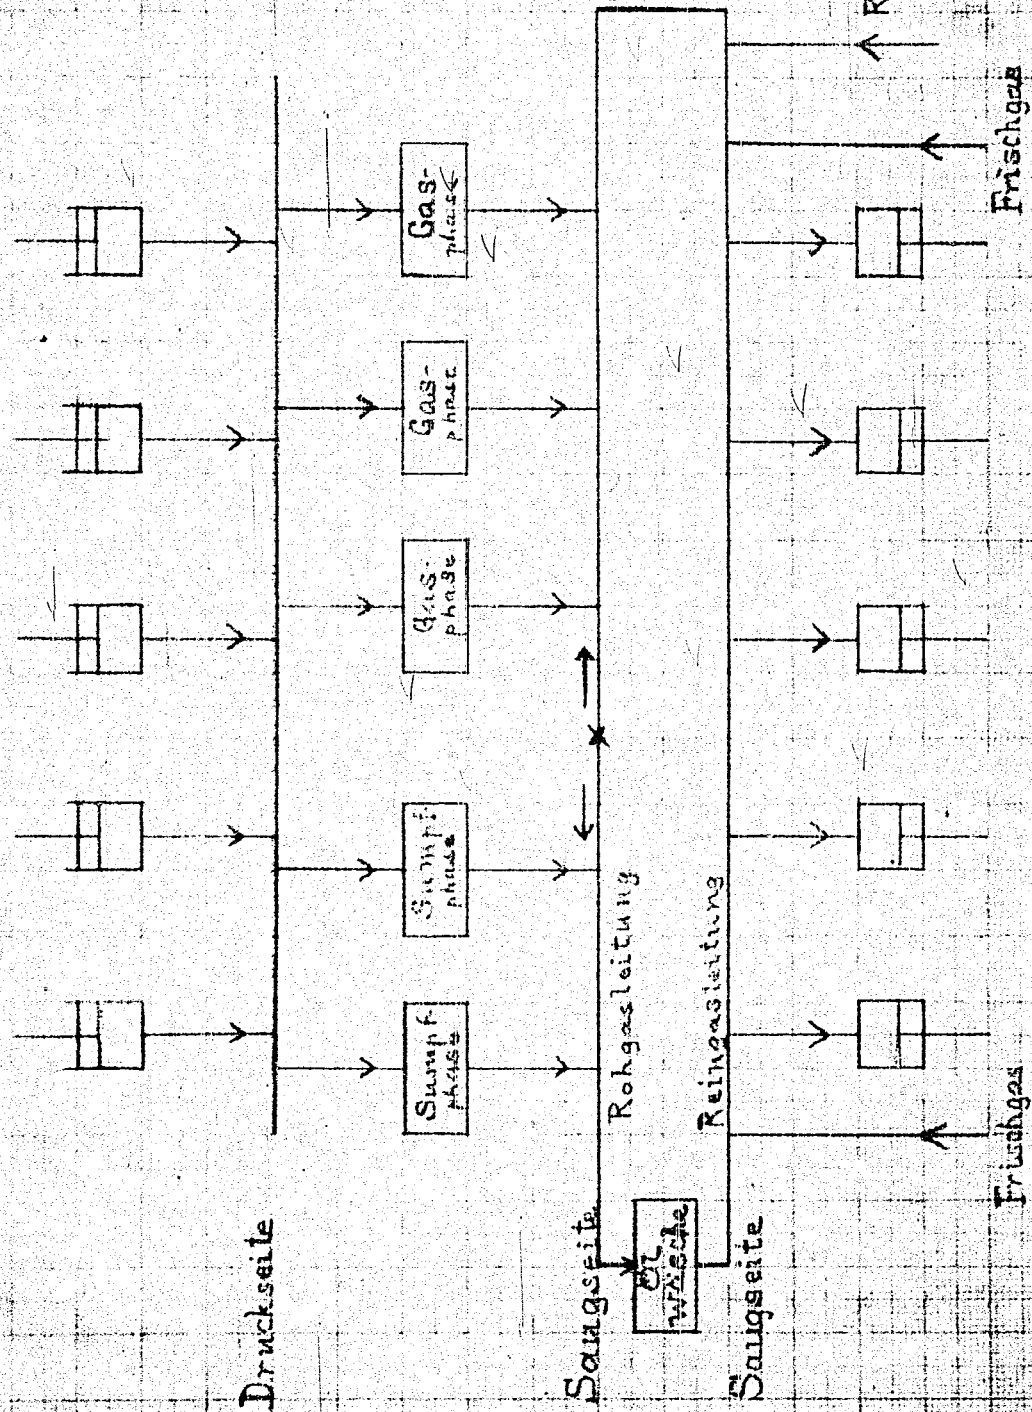 Druckseite
Sumpf
phase
Sumpf
phase
Gas-
phase
Gas-
phase
Gas-
phase
Saugseite
Rohgasleitung
Öl
wäsche
Reingasleitung
Saugseite
R
Frischgas
Frischgas